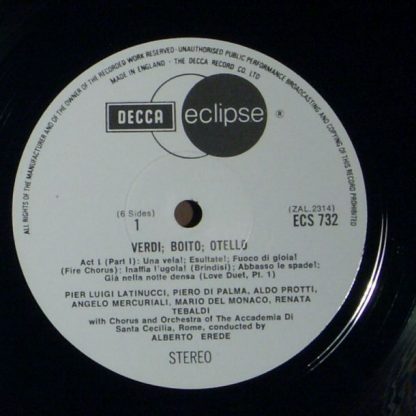 ALL RIGHTS OF THE MANUFACTURER AND OF THE OWNER OF THE RECORDED WORK RESERVED · UNAUTHORISED PUBLIC PERFORMANCE BROADCASTING AND COPYING OF THIS RECORD PROHIBITED
MADE IN ENGLAND · THE DECCA RECORD CO. LTD
DECCA eclipse ®
(6 Sides) (ZAL.2314)
1 ECS 732
VERDI; BOITO; OTELLO
Act I (Part I): Una vela!; Esultate!; Fuoco di gioia!
(Fire Chorus); Inaffia l'ugola! (Brindisi); Abbasso le spade!;
Già nella notte densa (Love Duet, Pt. 1)
PIER LUIGI LATINUCCI, PIERO DI PALMA, ALDO PROTTI,
ANGELO MERCURIALI, MARIO DEL MONACO, RENATA
TEBALDI
with Chorus and Orchestra of The Accademia Di
Santa Cecilia, Rome, conducted by
ALBERTO EREDE
STEREO